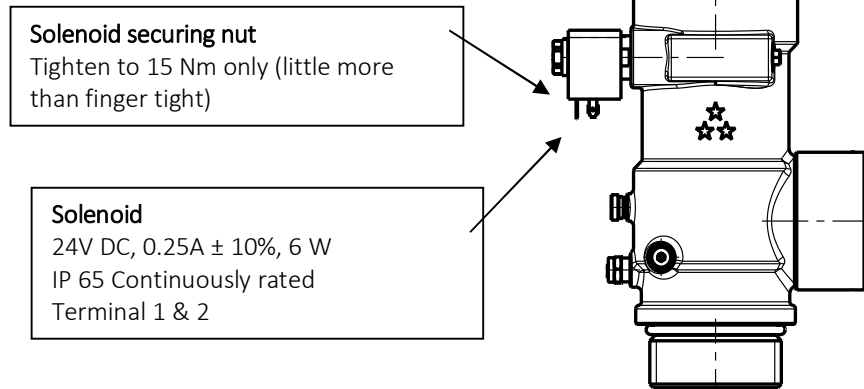 Solenoid securing nut
Tighten to 15 Nm only (little more
than finger tight)
Solenoid
24V DC, 0.25A ± 10%, 6 W
IP 65 Continuously rated
Terminal 1 & 2